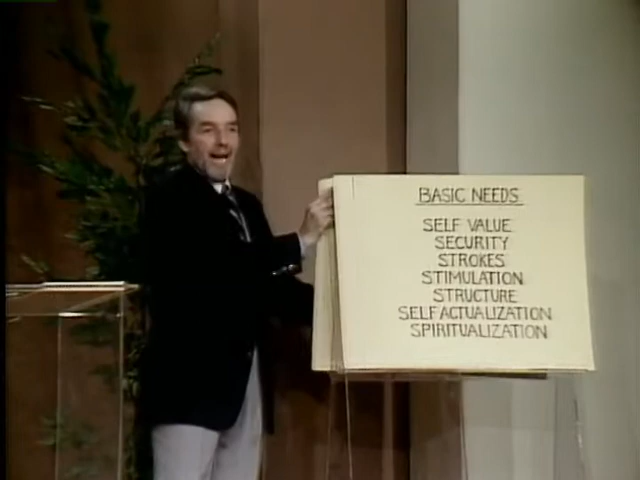 BASIC NEEDS
SELF VALUE
SECURITY
STROKES
STIMULATION
STRUCTURE
SELF ACTUALIZATION
SPIRITUALIZATION